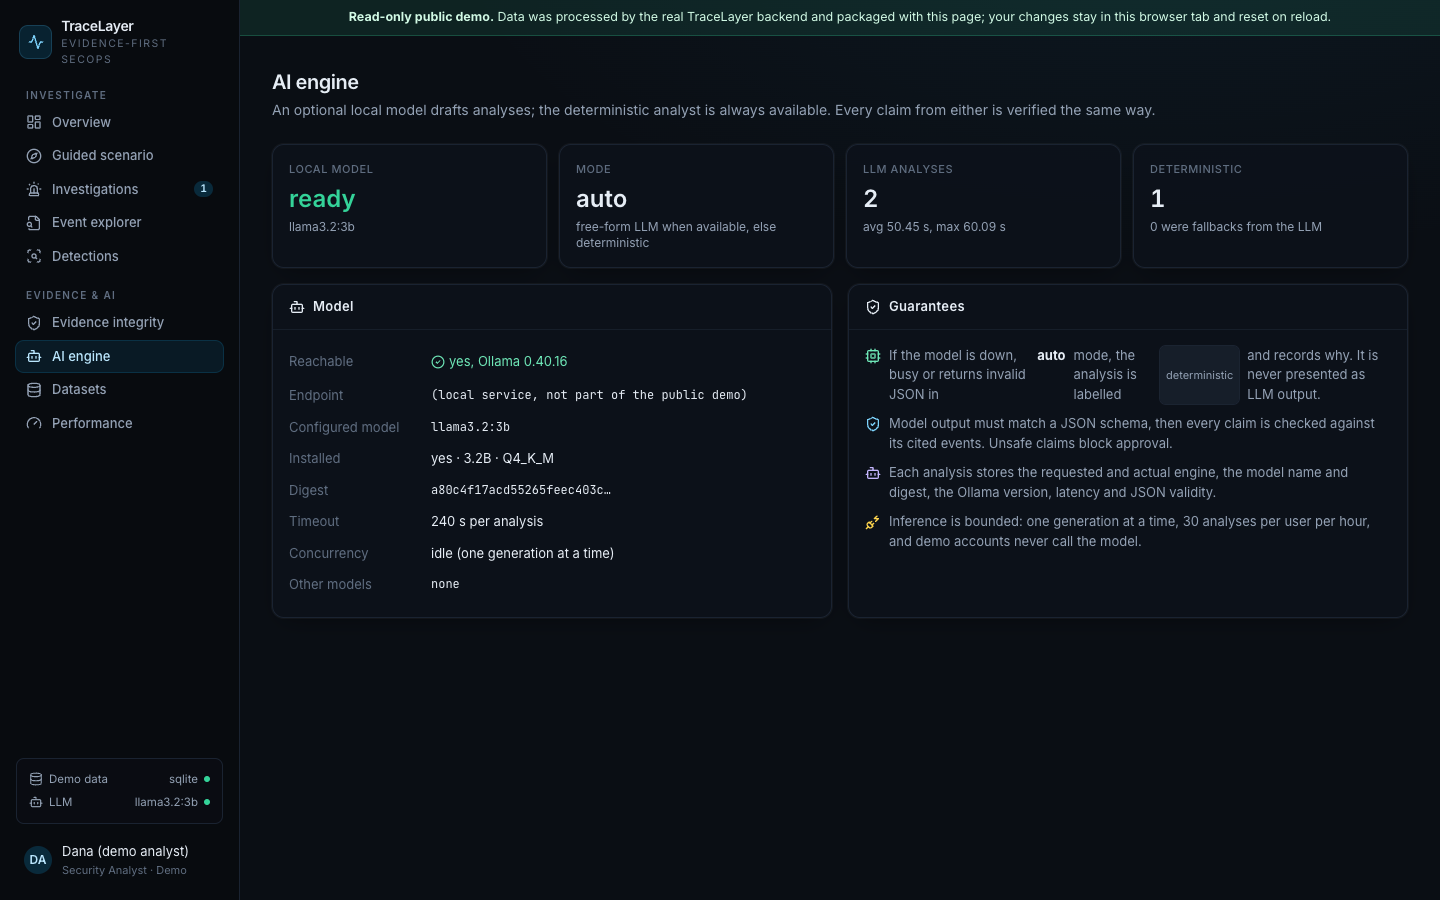 TraceLayer
EVIDENCE-FIRST
SECOPS
INVESTIGATE
Overview
Guided scenario
Investigations 1
Event explorer
Detections
EVIDENCE & AI
Evidence integrity
AI engine
Datasets
Performance
Demo data sqlite
LLM llama3.2:3b
DA
Dana (demo analyst)
Security Analyst · Demo
Read-only public demo. Data was processed by the real TraceLayer backend and packaged with this page; your changes stay in this browser tab and reset on reload.
AI engine
An optional local model drafts analyses; the deterministic analyst is always available. Every claim from either is verified the same way.
LOCAL MODEL
ready
llama3.2:3b
MODE
auto
free-form LLM when available, else
deterministic
LLM ANALYSES
2
avg 50.45 s, max 60.09 s
DETERMINISTIC
1
0 were fallbacks from the LLM
Model
Reachable yes, Ollama 0.40.16
Endpoint (local service, not part of the public demo)
Configured model llama3.2:3b
Installed yes · 3.2B · Q4_K_M
Digest a80c4f17acd55265feec403c…
Timeout 240 s per analysis
Concurrency idle (one generation at a time)
Other models none
Guarantees
If the model is down,
busy or returns invalid
JSON in
auto
mode, the
analysis is
labelled
deterministic
and records why. It is
never presented as
LLM output.
Model output must match a JSON schema, then every claim is checked against
its cited events. Unsafe claims block approval.
Each analysis stores the requested and actual engine, the model name and
digest, the Ollama version, latency and JSON validity.
Inference is bounded: one generation at a time, 30 analyses per user per hour,
and demo accounts never call the model.